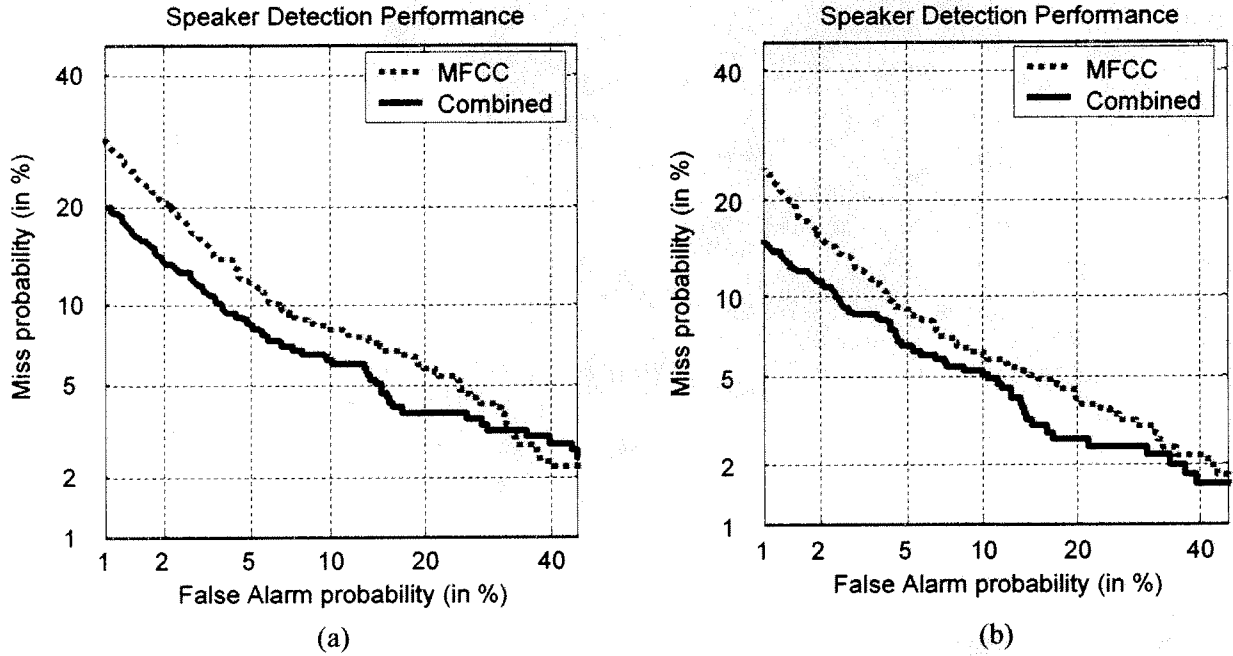 Speaker Detection Performance
MFCC
Combined
40
20
10
5
2
1
Miss probability (in %)
1 2 5 10 20 40
False Alarm probability (in %)
(a)
Speaker Detection Performance
MFCC
Combined
40
20
10
5
2
1
Miss probability (in %)
1 2 5 10 20 40
False Alarm probability (in %)
(b)